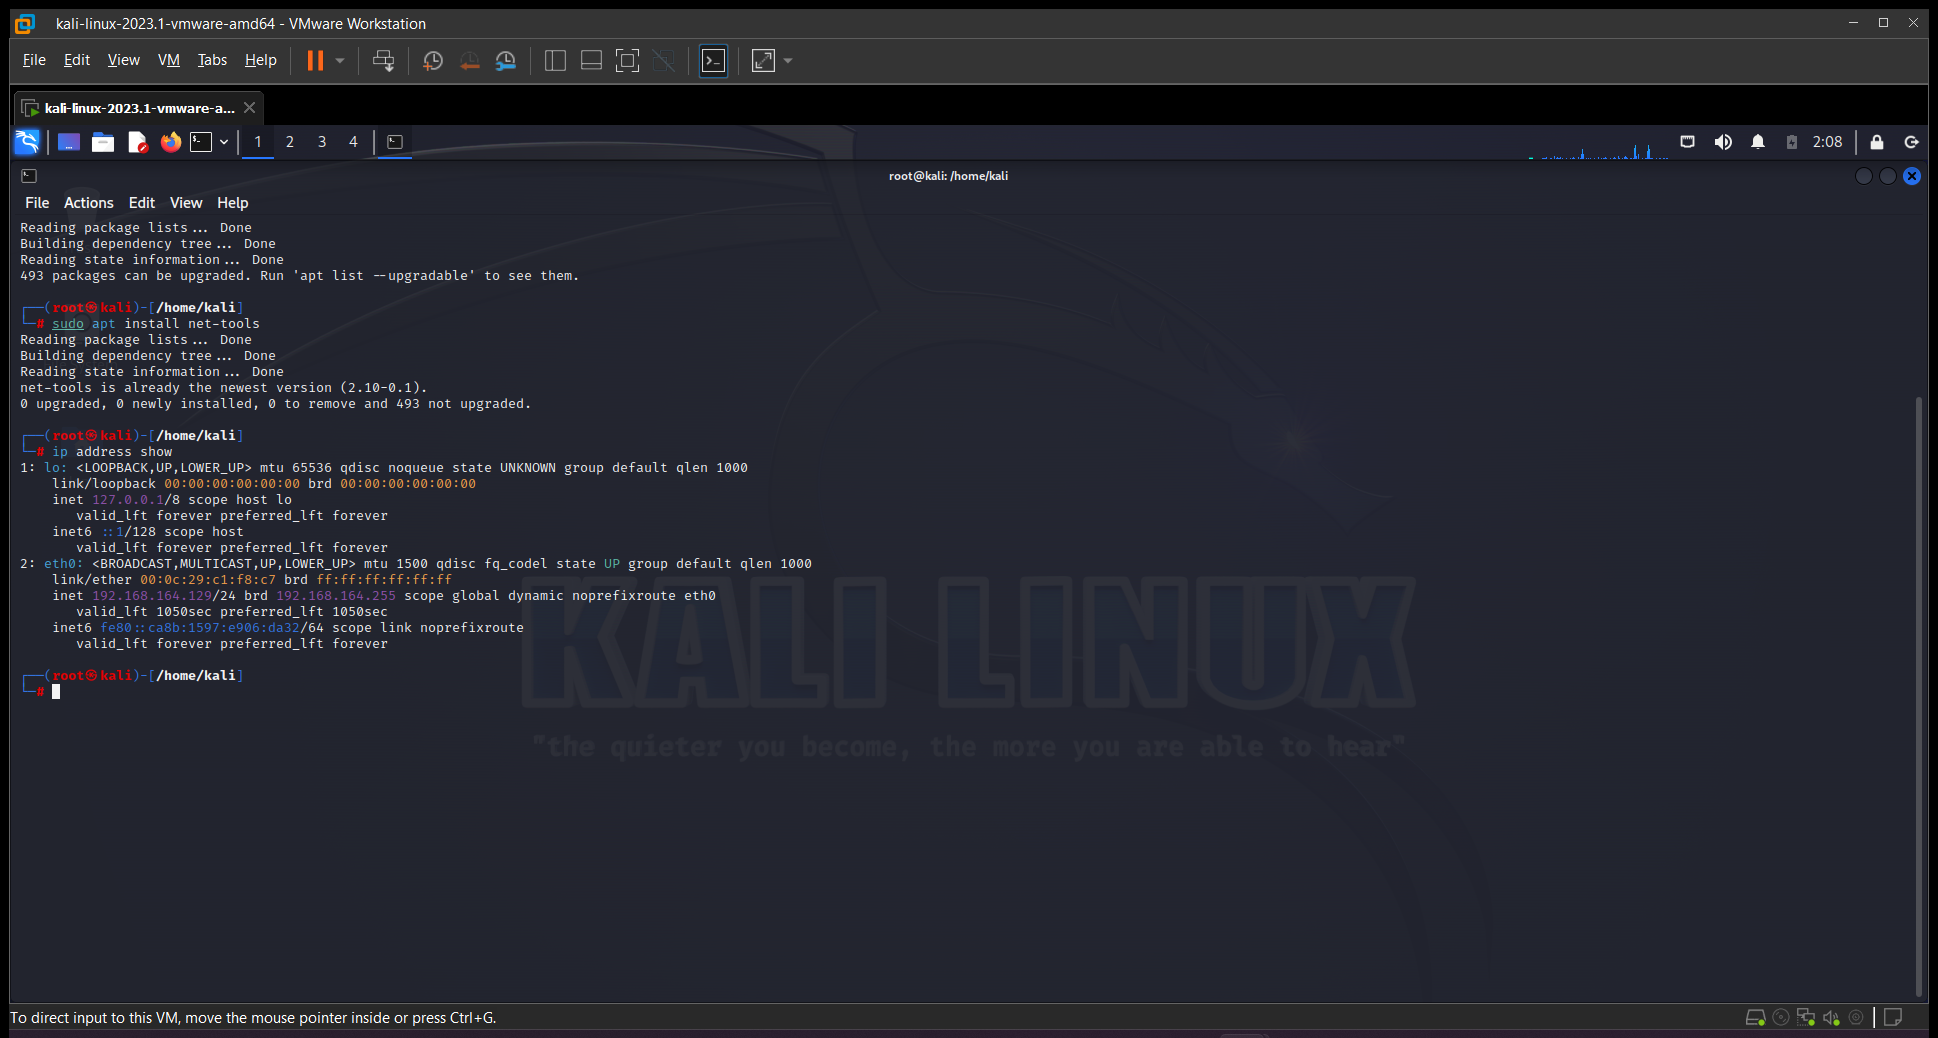 kali-linux-2023.1-vmware-amd64 - VMware Workstation
File Edit View VM Tabs Help
kali-linux-2023.1-vmware-a...
1 2 3 4
2:08
root@kali: /home/kali
File Actions Edit View Help
Reading package lists... Done
Building dependency tree... Done
Reading state information... Done
493 packages can be upgraded. Run 'apt list --upgradable' to see them.
┌──(root㉿kali)-[/home/kali]
└─# sudo apt install net-tools
Reading package lists... Done
Building dependency tree... Done
Reading state information... Done
net-tools is already the newest version (2.10-0.1).
0 upgraded, 0 newly installed, 0 to remove and 493 not upgraded.
┌──(root㉿kali)-[/home/kali]
└─# ip address show
1: lo: <LOOPBACK,UP,LOWER_UP> mtu 65536 qdisc noqueue state UNKNOWN group default qlen 1000
link/loopback 00:00:00:00:00:00 brd 00:00:00:00:00:00
inet 127.0.0.1/8 scope host lo
valid_lft forever preferred_lft forever
inet6 ::1/128 scope host
valid_lft forever preferred_lft forever
2: eth0: <BROADCAST,MULTICAST,UP,LOWER_UP> mtu 1500 qdisc fq_codel state UP group default qlen 1000
link/ether 00:0c:29:c1:f8:c7 brd ff:ff:ff:ff:ff:ff
inet 192.168.164.129/24 brd 192.168.164.255 scope global dynamic noprefixroute eth0
valid_lft 1050sec preferred_lft 1050sec
inet6 fe80::ca8b:1597:e906:da32/64 scope link noprefixroute
valid_lft forever preferred_lft forever
┌──(root㉿kali)-[/home/kali]
└─#
KALI LINUX
"the quieter you become, the more you are able to hear"
To direct input to this VM, move the mouse pointer inside or press Ctrl+G.